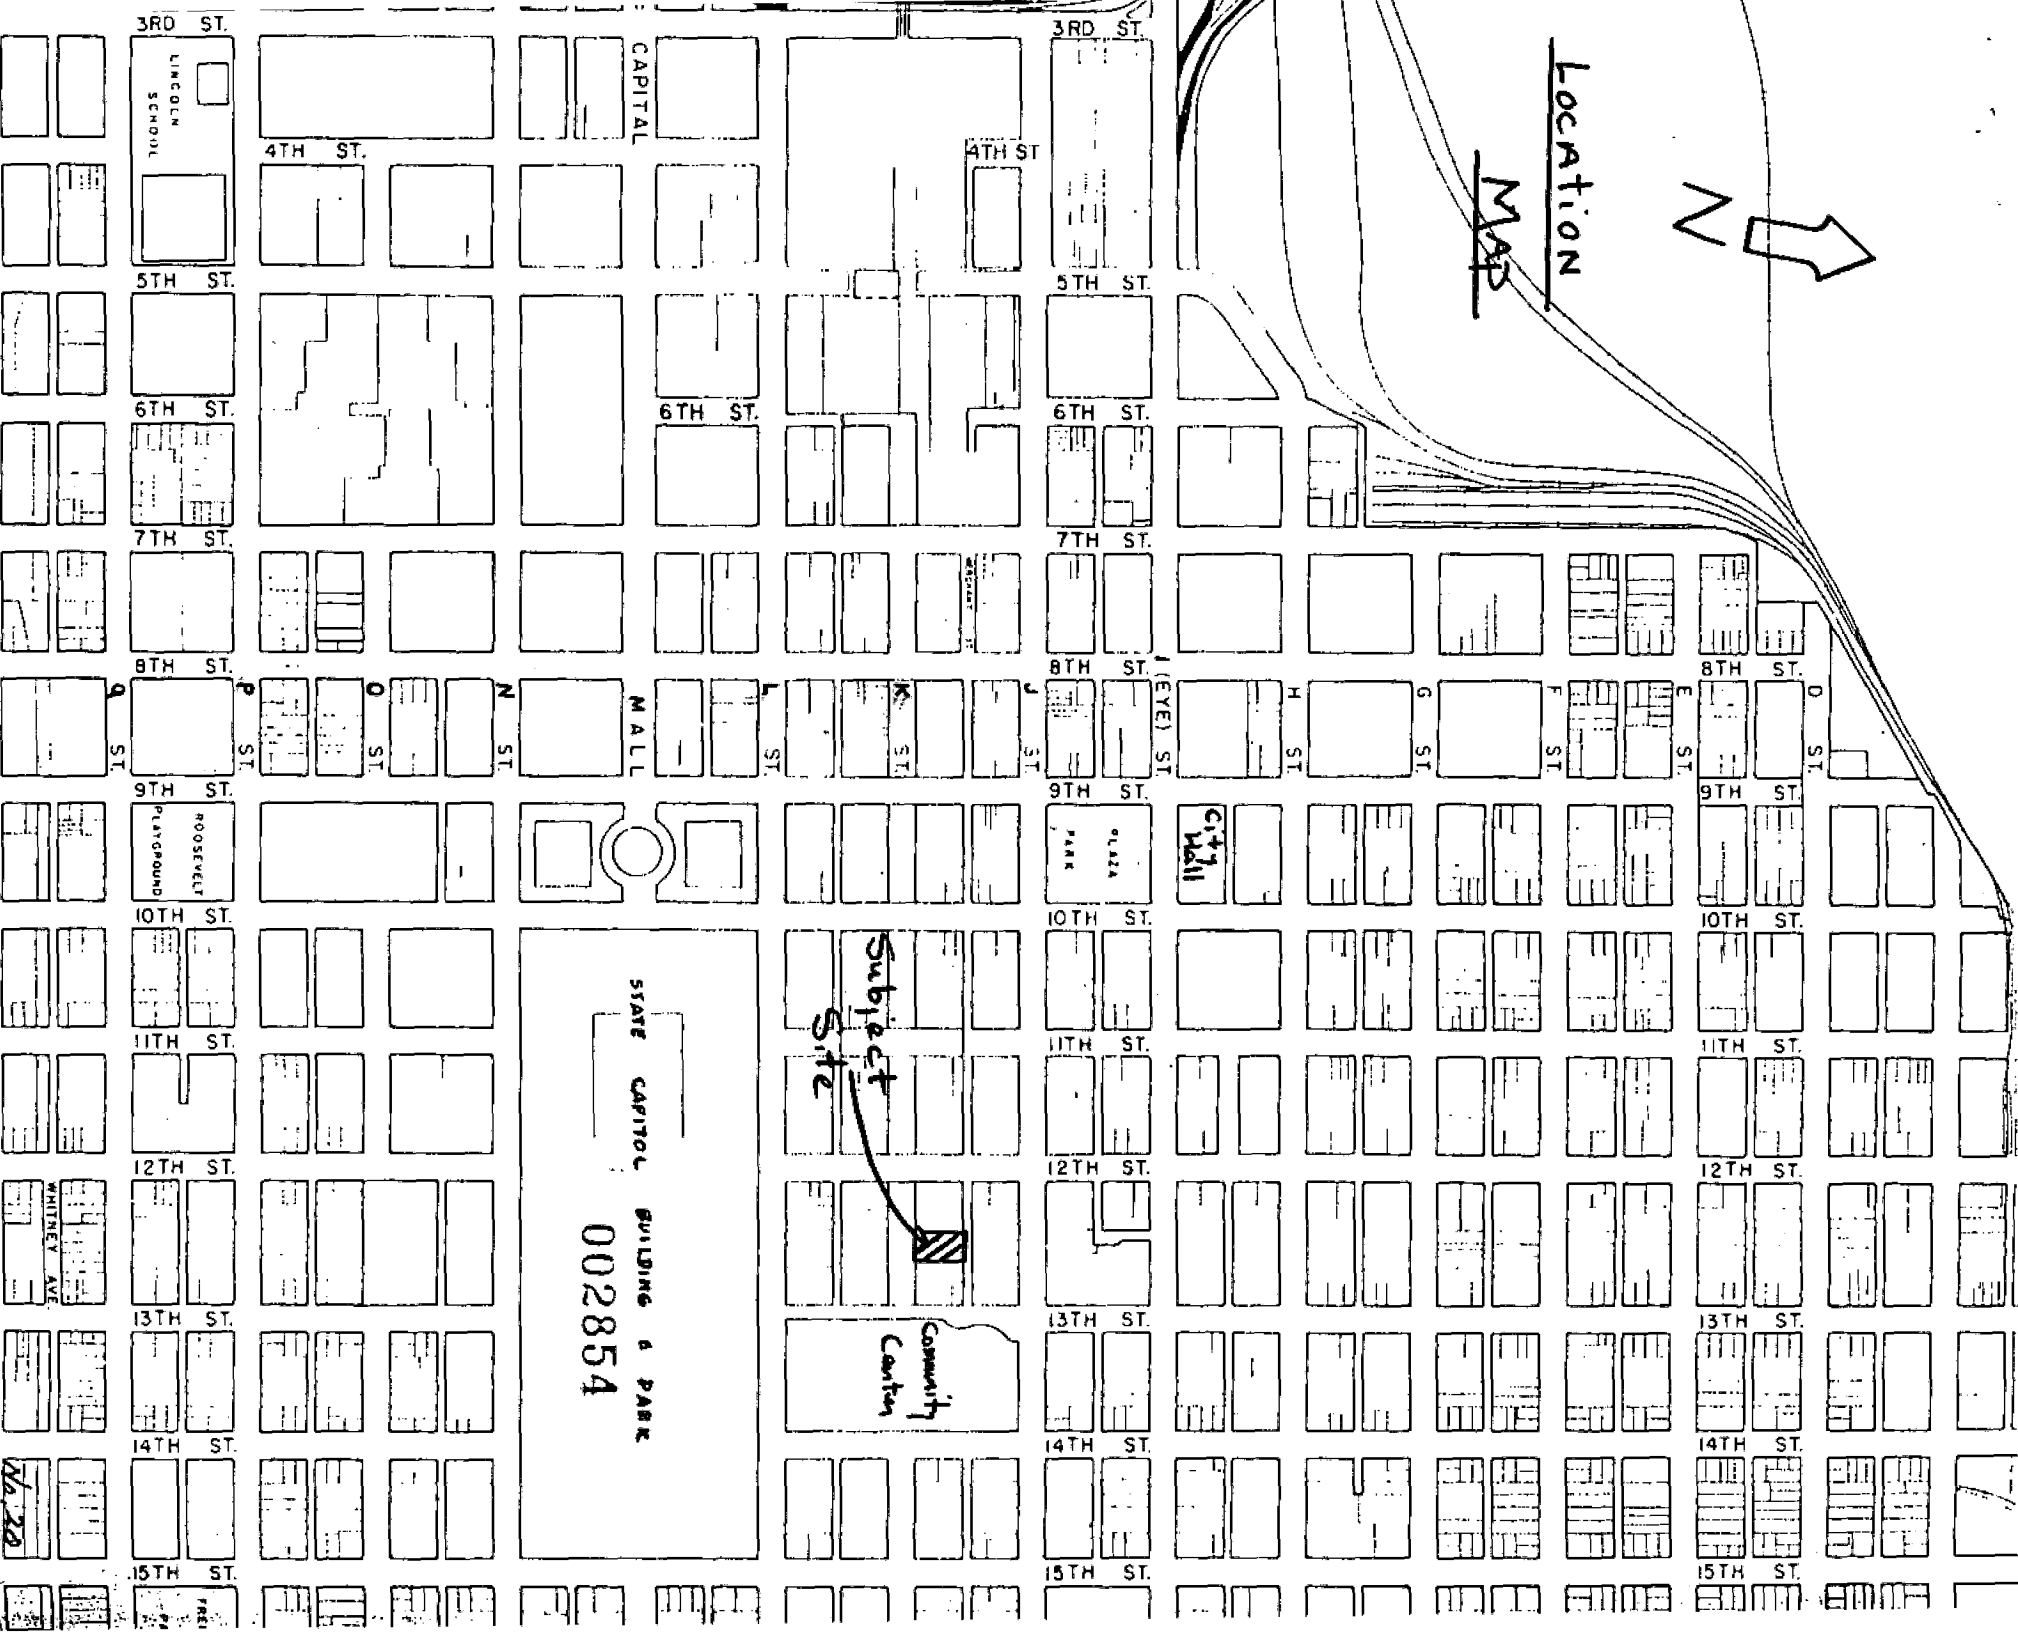 3RD ST.
3RD ST.
LINCOLN
SCHOOL
CAPITAL
Location
Map
N
4TH ST.
4TH ST
5TH ST.
5TH ST.
6TH ST.
6TH ST.
6TH ST.
7TH ST.
7TH ST.
MERCHANT ST
8TH ST.
8TH ST.
8TH ST.
Q ST.
P ST.
O ST.
N ST.
MALL
L ST.
K ST.
J ST.
I (EYE) ST.
H ST.
G ST.
F ST.
E ST.
D ST.
9TH ST.
9TH ST.
9TH ST.
ROOSEVELT
PLAYGROUND
PLAZA
PARK
City
Hall
10TH ST.
10TH ST.
10TH ST.
Subject
Site
STATE CAPITOL BUILDING & PARK
002854
11TH ST.
11TH ST.
11TH ST.
12TH ST.
12TH ST.
12TH ST.
WHITNEY AVE
13TH ST.
13TH ST.
13TH ST.
Community
Center
14TH ST.
14TH ST.
14TH ST.
No. 20
15TH ST.
15TH ST.
15TH ST.